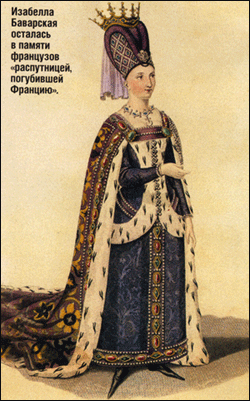 Изабелла
Баварская
осталась
в памяти
французов
«распутницей,
погубившей
Францию».